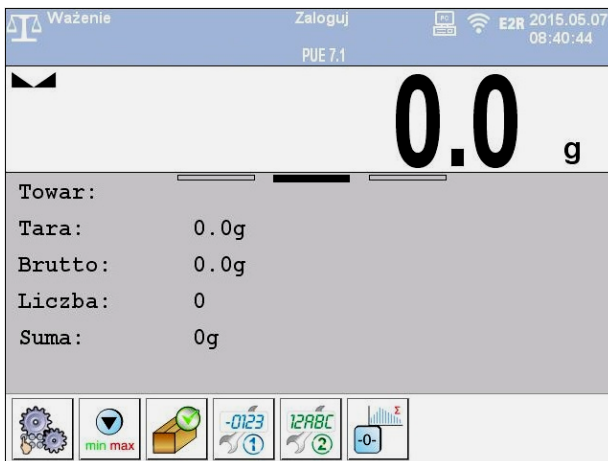 Ważenie Zaloguj PC E2R 2015.05.07
PUE 7.1 08:40:44
0.0 g
Towar:
Tara: 0.0g
Brutto: 0.0g
Liczba: 0
Suma: 0g
min max -0123 1 12ABC 2 Σ -0-